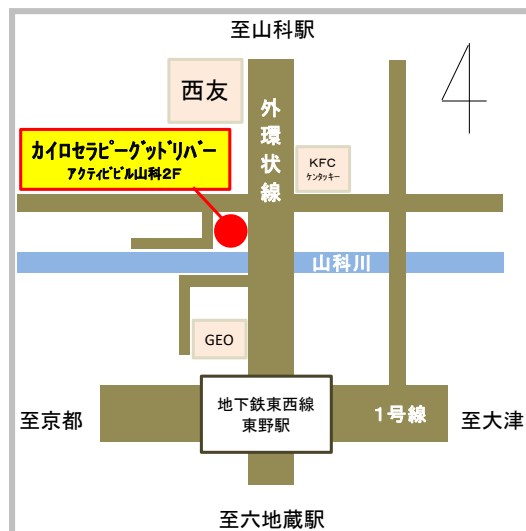 至山科駅
西友
外環状線
カイロセラピーグッドリバー
アクティビル山科2F
KFC
ケンタッキー
山科川
GEO
地下鉄東西線
東野駅
1号線
至京都
至大津
至六地蔵駅